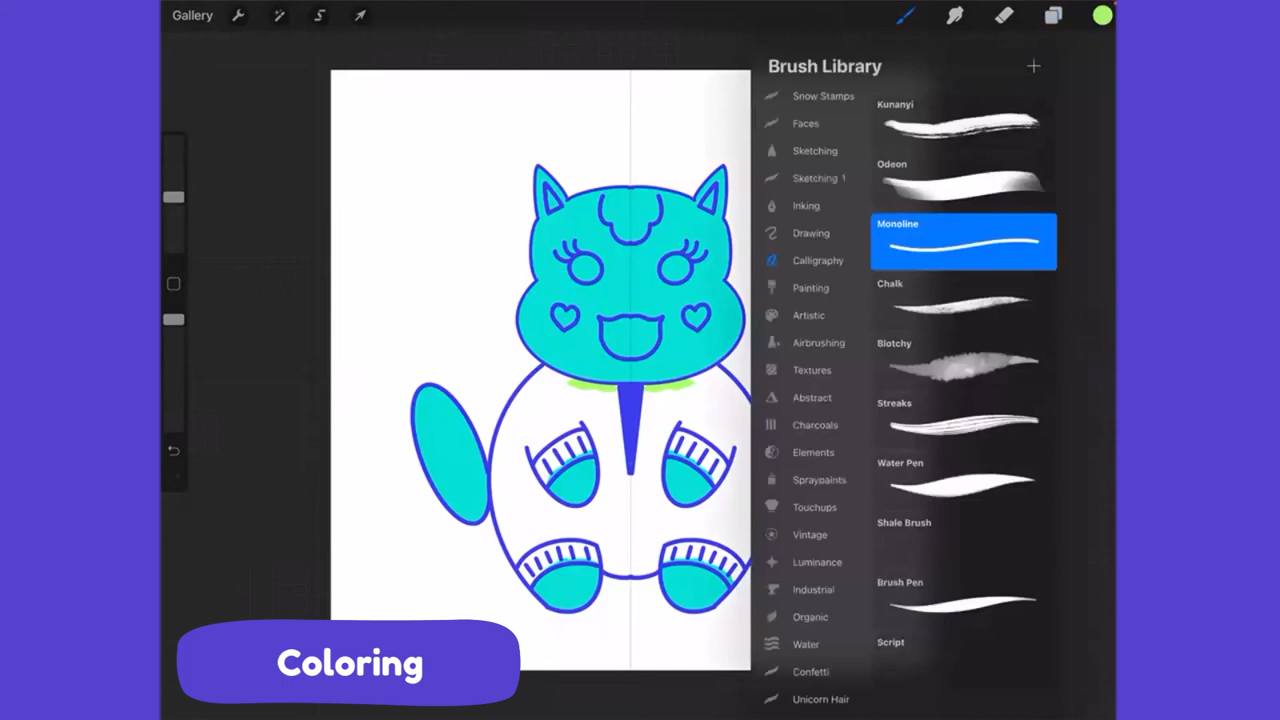 Gallery
Brush Library
Snow Stamps
Faces
Sketching
Sketching 1
Inking
Drawing
Calligraphy
Painting
Artistic
Airbrushing
Textures
Abstract
Charcoals
Elements
Spraypaints
Touchups
Vintage
Luminance
Industrial
Organic
Water
Confetti
Unicorn Hair
Kunanyi
Odeon
Monoline
Chalk
Blotchy
Streaks
Water Pen
Shale Brush
Brush Pen
Script
Coloring